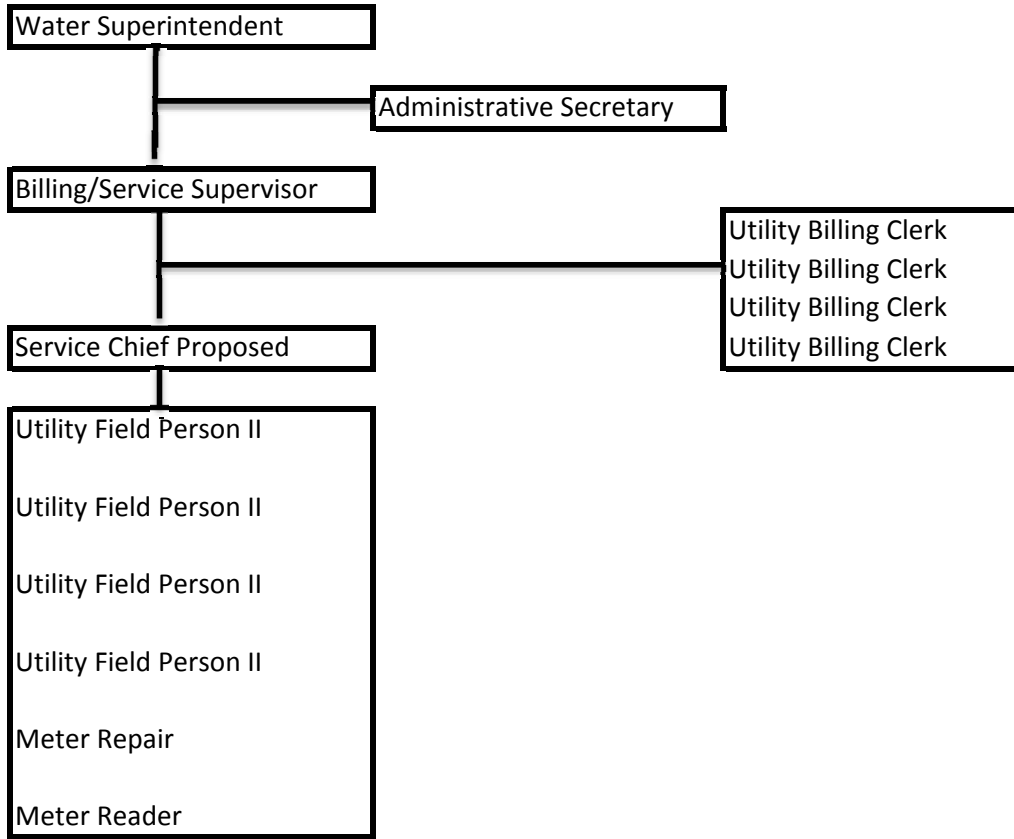 Water Superintendent
Administrative Secretary
Billing/Service Supervisor
Utility Billing Clerk
Utility Billing Clerk
Utility Billing Clerk
Utility Billing Clerk
Service Chief Proposed
Utility Field Person II
Utility Field Person II
Utility Field Person II
Utility Field Person II
Meter Repair
Meter Reader